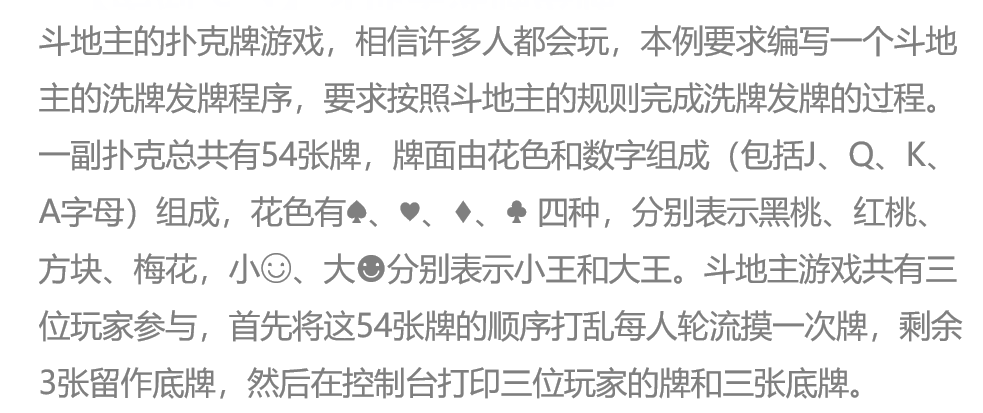 斗地主的扑克牌游戏，相信许多人都会玩，本例要求编写一个斗地
主的洗牌发牌程序，要求按照斗地主的规则完成洗牌发牌的过程。
一副扑克总共有54张牌，牌面由花色和数字组成（包括J、Q、K、
A字母）组成，花色有♠、♥、♦、♣ 四种，分别表示黑桃、红桃、
方块、梅花，小☺、大☻分别表示小王和大王。斗地主游戏共有三
位玩家参与，首先将这54张牌的顺序打乱每人轮流摸一次牌，剩余
3张留作底牌，然后在控制台打印三位玩家的牌和三张底牌。